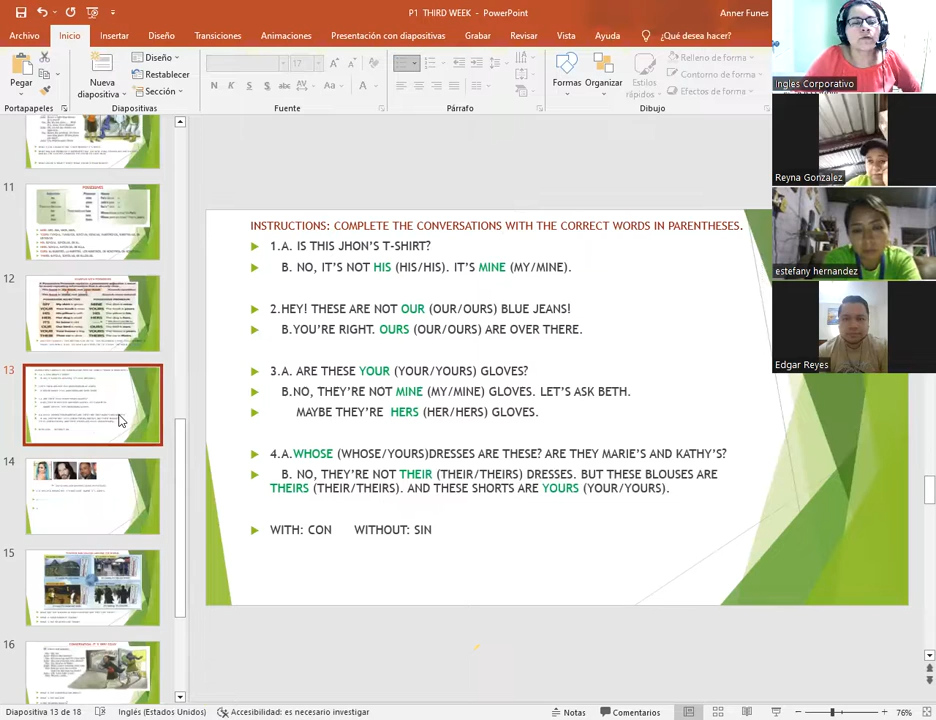 P1 THIRD WEEK - PowerPoint
Anner Funes
Archivo Inicio Insertar Diseño Transiciones Animaciones Presentación con diapositivas Grabar Revisar Vista Ayuda ¿Qué desea hacer?
Pegar
Nueva diapositiva
Diseño
Restablecer
Sección
17
N K S abc AV Aa A
Formas
Organizar
Estilos rápidos
Relleno de forma
Contorno de forma
Efectos de forma
Portapapeles Diapositivas Fuente Párrafo Dibujo
Ingles Corporativo
Reyna Gonzalez
estefany hernandez
Edgar Reyes
11
12
13
14
15
16
INSTRUCTIONS: COMPLETE THE CONVERSATIONS WITH THE CORRECT WORDS IN PARENTHESES.
1.A. IS THIS JHON'S T-SHIRT?
B. NO, IT'S NOT HIS (HIS/HIS). IT'S MINE (MY/MINE).
2.HEY! THESE ARE NOT OUR (OUR/OURS) BLUE JEANS!
B.YOU'RE RIGHT. OURS (OUR/OURS) ARE OVER THERE.
3.A. ARE THESE YOUR (YOUR/YOURS) GLOVES?
B.NO, THEY'RE NOT MINE (MY/MINE) GLOVES. LET'S ASK BETH.
MAYBE THEY'RE HERS (HER/HERS) GLOVES.
4.A.WHOSE (WHOSE/YOURS)DRESSES ARE THESE? ARE THEY MARIE'S AND KATHY'S?
B. NO, THEY'RE NOT THEIR (THEIR/THEIRS) DRESSES. BUT THESE BLOUSES ARE
THEIRS (THEIR/THEIRS). AND THESE SHORTS ARE YOURS (YOUR/YOURS).
WITH: CON WITHOUT: SIN
Diapositiva 13 de 18 Inglés (Estados Unidos) Accesibilidad: es necesario investigar Notas Comentarios 76%